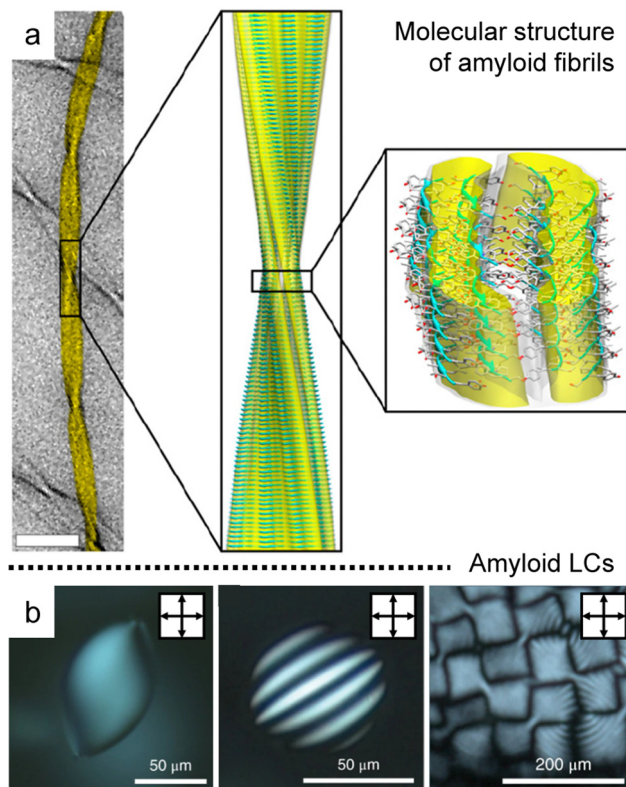 a
Molecular structure
of amyloid fibrils
Amyloid LCs
b
50 μm
50 μm
200 μm